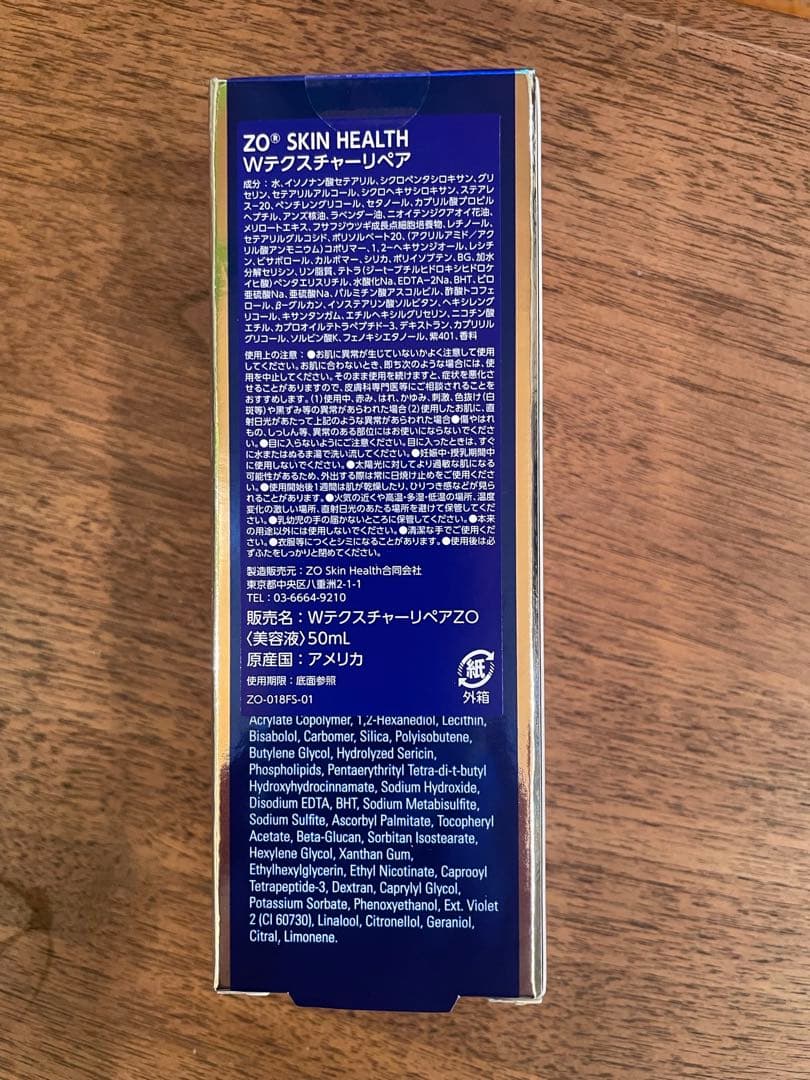 ZO® SKIN HEALTH
Wテクスチャーリペア
成分：水、イソノナン酸セテアリル、シクロペンタシロキサン、グリ
セリン、セテアリルアルコール、シクロヘキサシロキサン、ステアレ
ス－20、ペンチレングリコール、セタノール、カプリル酸プロピル
ヘプチル、アンズ核油、ラベンダー油、ニオイテンジクアオイ花油、
メリロートエキス、フサフジウツギ成長点細胞培養物、レチノール、
セテアリルグルコシド、ポリソルベート20、（アクリルアミド／アク
リル酸アンモニウム）コポリマー、1,2－ヘキサンジオール、レシチ
ン、ビサボロール、カルボマー、シリカ、ポリイソブテン、BG、加水
分解セリシン、リン脂質、テトラ（ジーt－ブチルヒドロキシヒドロケ
イヒ酸）ペンタエリスリチル、水酸化Na、EDTA－2Na、BHT、ピロ
亜硫酸Na、亜硫酸Na、パルミチン酸アスコルビル、酢酸トコフェ
ロール、β－グルカン、イソステアリン酸ソルビタン、ヘキシレング
リコール、キサンタンガム、エチルヘキシルグリセリン、ニコチン酸
エチル、カプロオイルテトラペプチド－3、デキストラン、カプリリル
グリコール、ソルビン酸K、フェノキシエタノール、紫401、香料
使用上の注意：●お肌に異常が生じていないかよく注意して使用
してください。お肌に合わないとき、即ち次のような場合には、使
用を中止してください。そのまま使用を続けますと、症状を悪化さ
せることがありますので、皮膚科専門医等にご相談されることを
おすすめします。（1）使用中、赤み、はれ、かゆみ、刺激、色抜け（白
斑等）や黒ずみ等の異常があらわれた場合（2）使用したお肌に、直
射日光があたって上記のような異常があらわれた場合●傷やはれ
もの、しっしん等、異常のある部位にはお使いにならないでくださ
い。●目に入らないようにご注意ください。目に入ったときは、すぐ
に水またはぬるま湯で洗い流してください。●妊娠中・授乳期間中
に使用しないでください。●太陽光に対してより過敏な肌になる
可能性があるため、外出する際は常に日焼け止めをご使用くださ
い。●使用開始後1週間は肌が乾燥したり、ひりつき感などが見ら
れることがあります。●火気の近くや高温・多湿・低温の場所、温度
変化の激しい場所、直射日光のあたる場所を避けて保管してくださ
い。●乳幼児の手の届かないところに保管してください。●本来
の用途以外には使用しないでください。●清潔な手でご使用くださ
い。●衣服等につくとシミになることがあります。●使用後は必
ずふたをしっかりと閉めてください。
製造販売元：ZO Skin Health合同会社
東京都中央区八重洲2-1-1
TEL：03-6664-9210
販売名：WテクスチャーリペアZO
〈美容液〉50mL
原産国：アメリカ
使用期限：底面参照
ZO-018FS-01
紙
外箱
Acrylate Copolymer, 1,2-Hexanediol, Lecithin,
Bisabolol, Carbomer, Silica, Polyisobutene,
Butylene Glycol, Hydrolyzed Sericin,
Phospholipids, Pentaerythrityl Tetra-di-t-butyl
Hydroxyhydrocinnamate, Sodium Hydroxide,
Disodium EDTA, BHT, Sodium Metabisulfite,
Sodium Sulfite, Ascorbyl Palmitate, Tocopheryl
Acetate, Beta-Glucan, Sorbitan Isostearate,
Hexylene Glycol, Xanthan Gum,
Ethylhexylglycerin, Ethyl Nicotinate, Caprooyl
Tetrapeptide-3, Dextran, Caprylyl Glycol,
Potassium Sorbate, Phenoxyethanol, Ext. Violet
2 (CI 60730), Linalool, Citronellol, Geraniol,
Citral, Limonene.